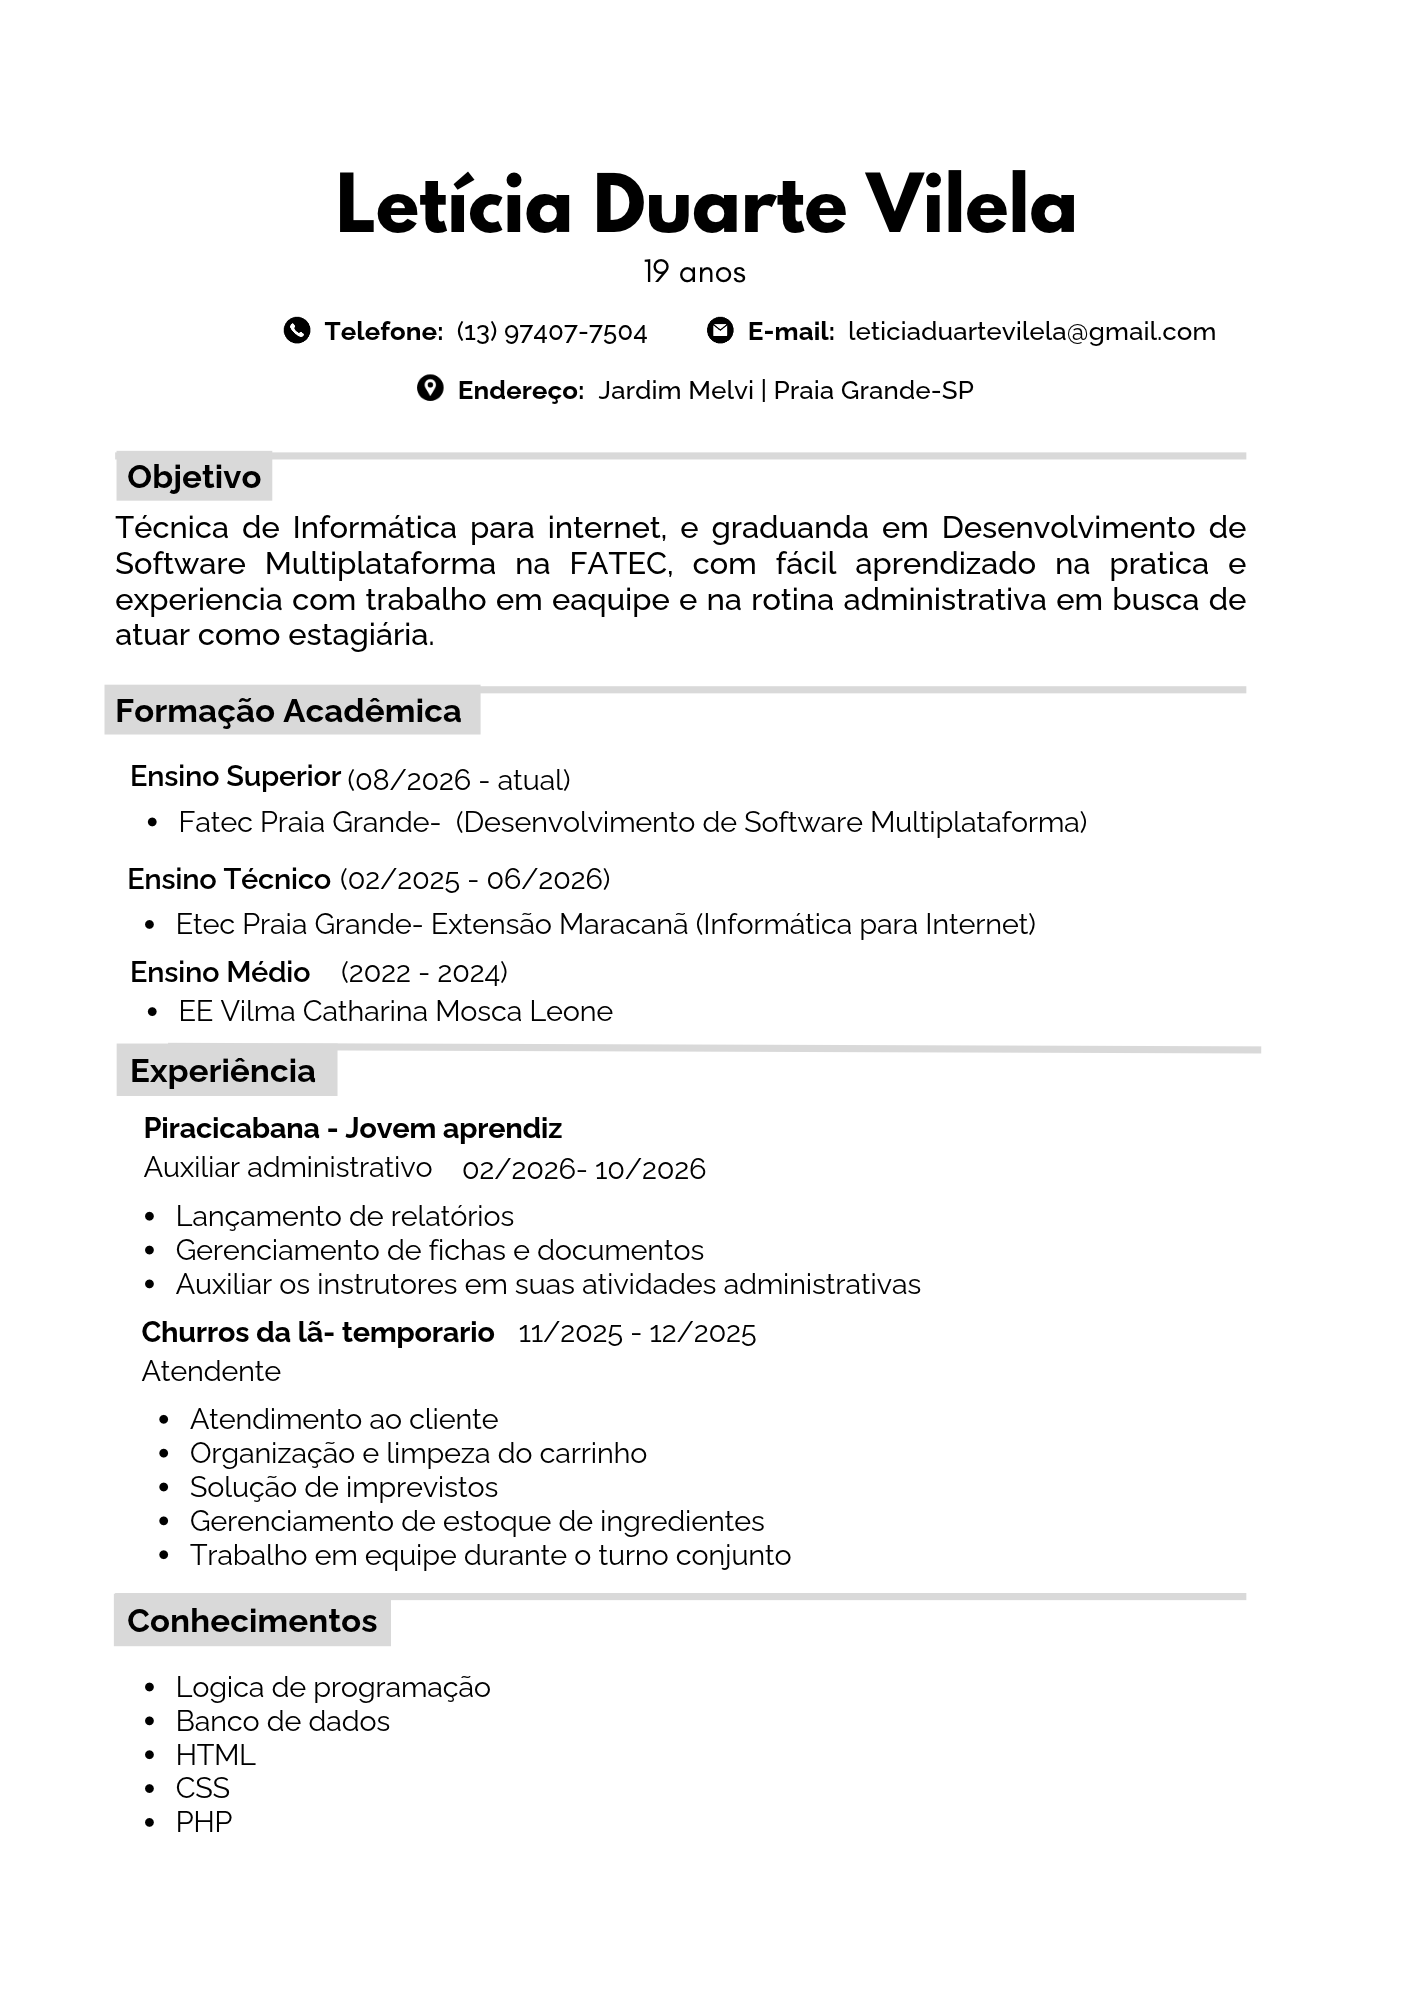 Letícia Duarte Vilela
19 anos
Telefone: (13) 97407-7504 E-mail: leticiaduartevilela@gmail.com
Endereço: Jardim Melvi | Praia Grande-SP
Objetivo
Técnica de Informática para internet, e graduanda em Desenvolvimento de
Software Multiplataforma na FATEC, com fácil aprendizado na pratica e
experiencia com trabalho em eaquipe e na rotina administrativa em busca de
atuar como estagiária.
Formação Acadêmica
Ensino Superior (08/2026 - atual)
• Fatec Praia Grande- (Desenvolvimento de Software Multiplataforma)
Ensino Técnico (02/2025 - 06/2026)
• Etec Praia Grande- Extensão Maracanã (Informática para Internet)
Ensino Médio (2022 - 2024)
• EE Vilma Catharina Mosca Leone
Experiência
Piracicabana - Jovem aprendiz
Auxiliar administrativo 02/2026- 10/2026
• Lançamento de relatórios
• Gerenciamento de fichas e documentos
• Auxiliar os instrutores em suas atividades administrativas
Churros da lã- temporario 11/2025 - 12/2025
Atendente
• Atendimento ao cliente
• Organização e limpeza do carrinho
• Solução de imprevistos
• Gerenciamento de estoque de ingredientes
• Trabalho em equipe durante o turno conjunto
Conhecimentos
• Logica de programação
• Banco de dados
• HTML
• CSS
• PHP